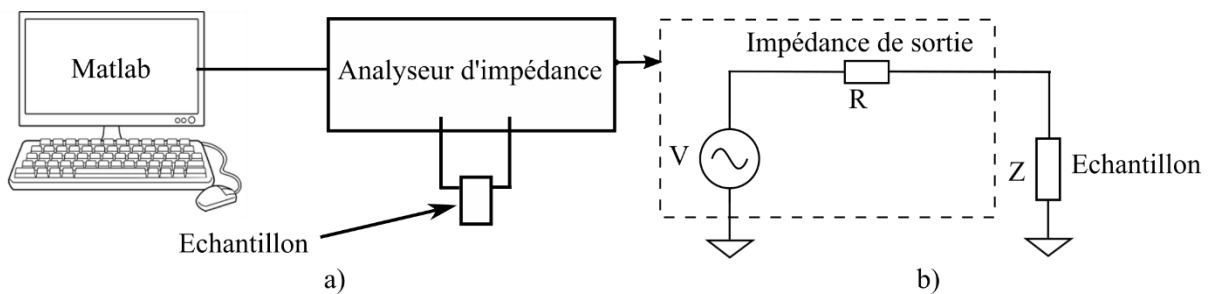 Matlab
Analyseur d'impédance
Echantillon
a)
Impédance de sortie
R
V
Z
Echantillon
b)